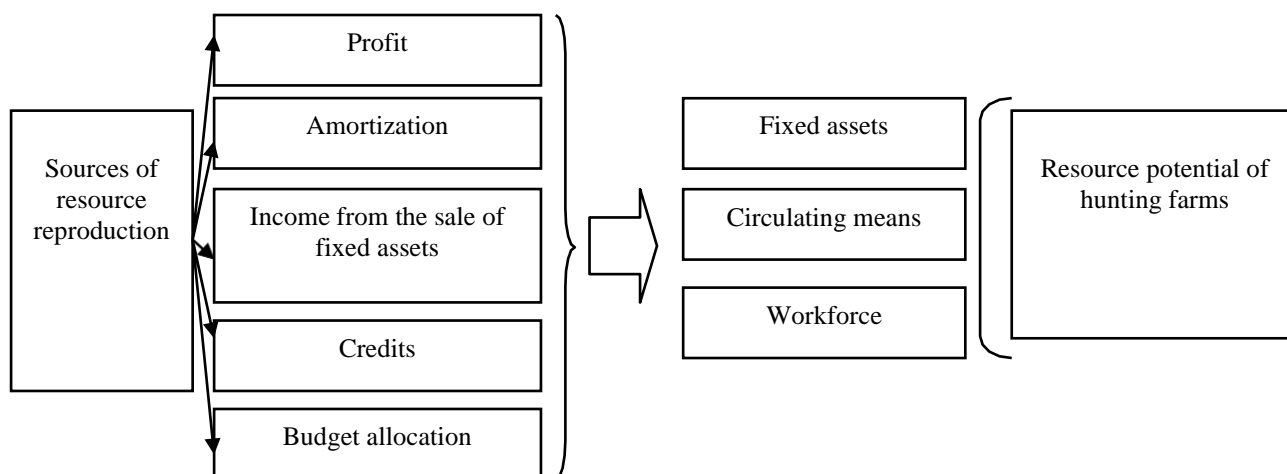 Sources of
resource
reproduction
Profit
Amortization
Income from the sale of
fixed assets
Credits
Budget allocation
Fixed assets
Circulating means
Workforce
Resource potential of
hunting farms